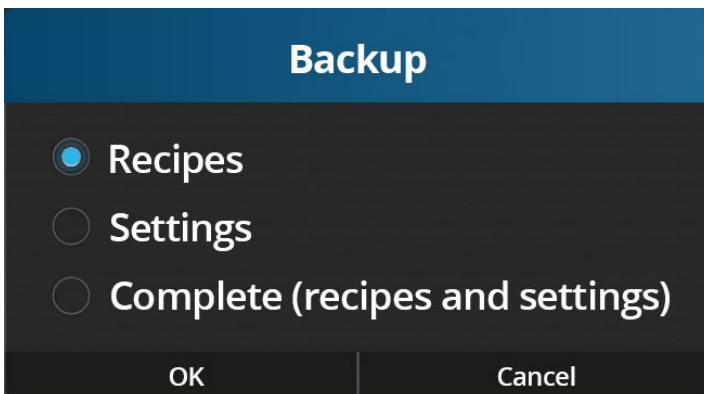 Backup
Recipes
Settings
Complete (recipes and settings)
OK
Cancel